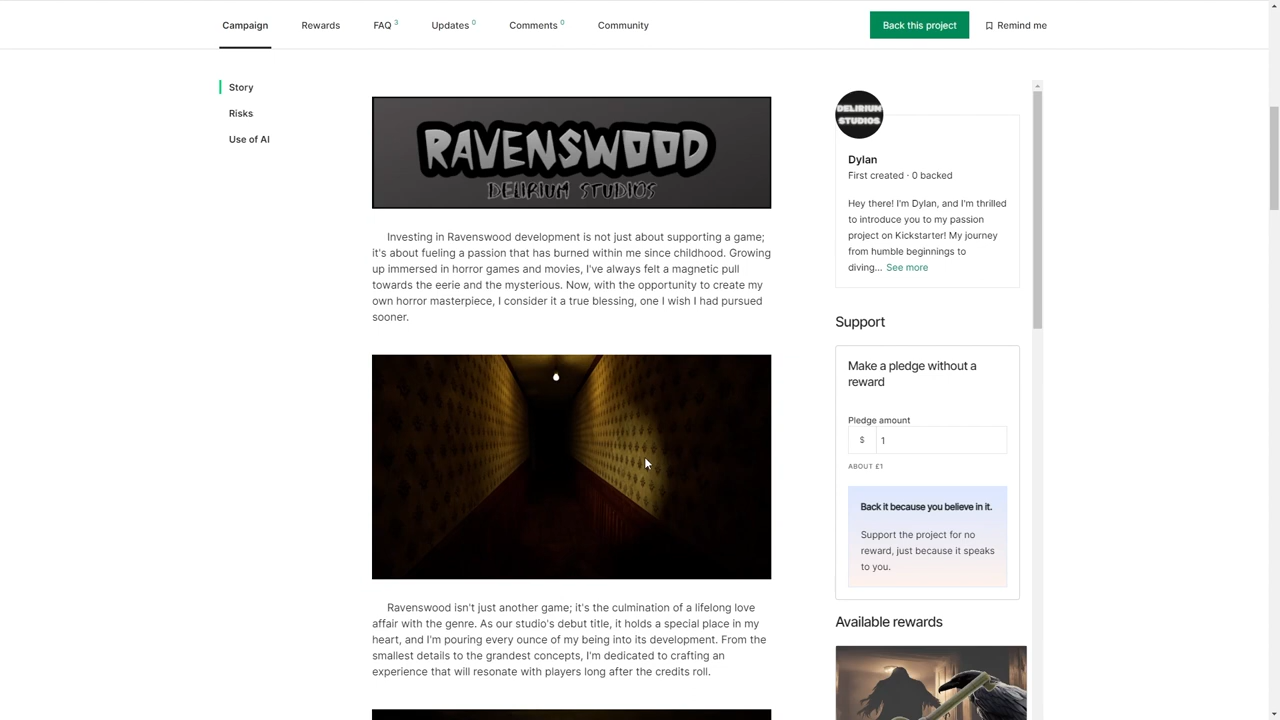 Campaign
Rewards
FAQ 3
Updates 0
Comments 0
Community
Back this project
Remind me
Story
Risks
Use of AI
RAVENSWOOD
DELIRIUM STUDIOS
Investing in Ravenswood development is not just about supporting a game;
it's about fueling a passion that has burned within me since childhood. Growing
up immersed in horror games and movies, I've always felt a magnetic pull
towards the eerie and the mysterious. Now, with the opportunity to create my
own horror masterpiece, I consider it a true blessing, one I wish I had pursued
sooner.
Ravenswood isn't just another game; it's the culmination of a lifelong love
affair with the genre. As our studio's debut title, it holds a special place in my
heart, and I'm pouring every ounce of my being into its development. From the
smallest details to the grandest concepts, I'm dedicated to crafting an
experience that will resonate with players long after the credits roll.
DELIRIUM
STUDIOS
Dylan
First created · 0 backed
Hey there! I'm Dylan, and I'm thrilled
to introduce you to my passion
project on Kickstarter! My journey
from humble beginnings to
diving... See more
Support
Make a pledge without a
reward
Pledge amount
$ 1
ABOUT £1
Back it because you believe in it.
Support the project for no
reward, just because it speaks
to you.
Available rewards